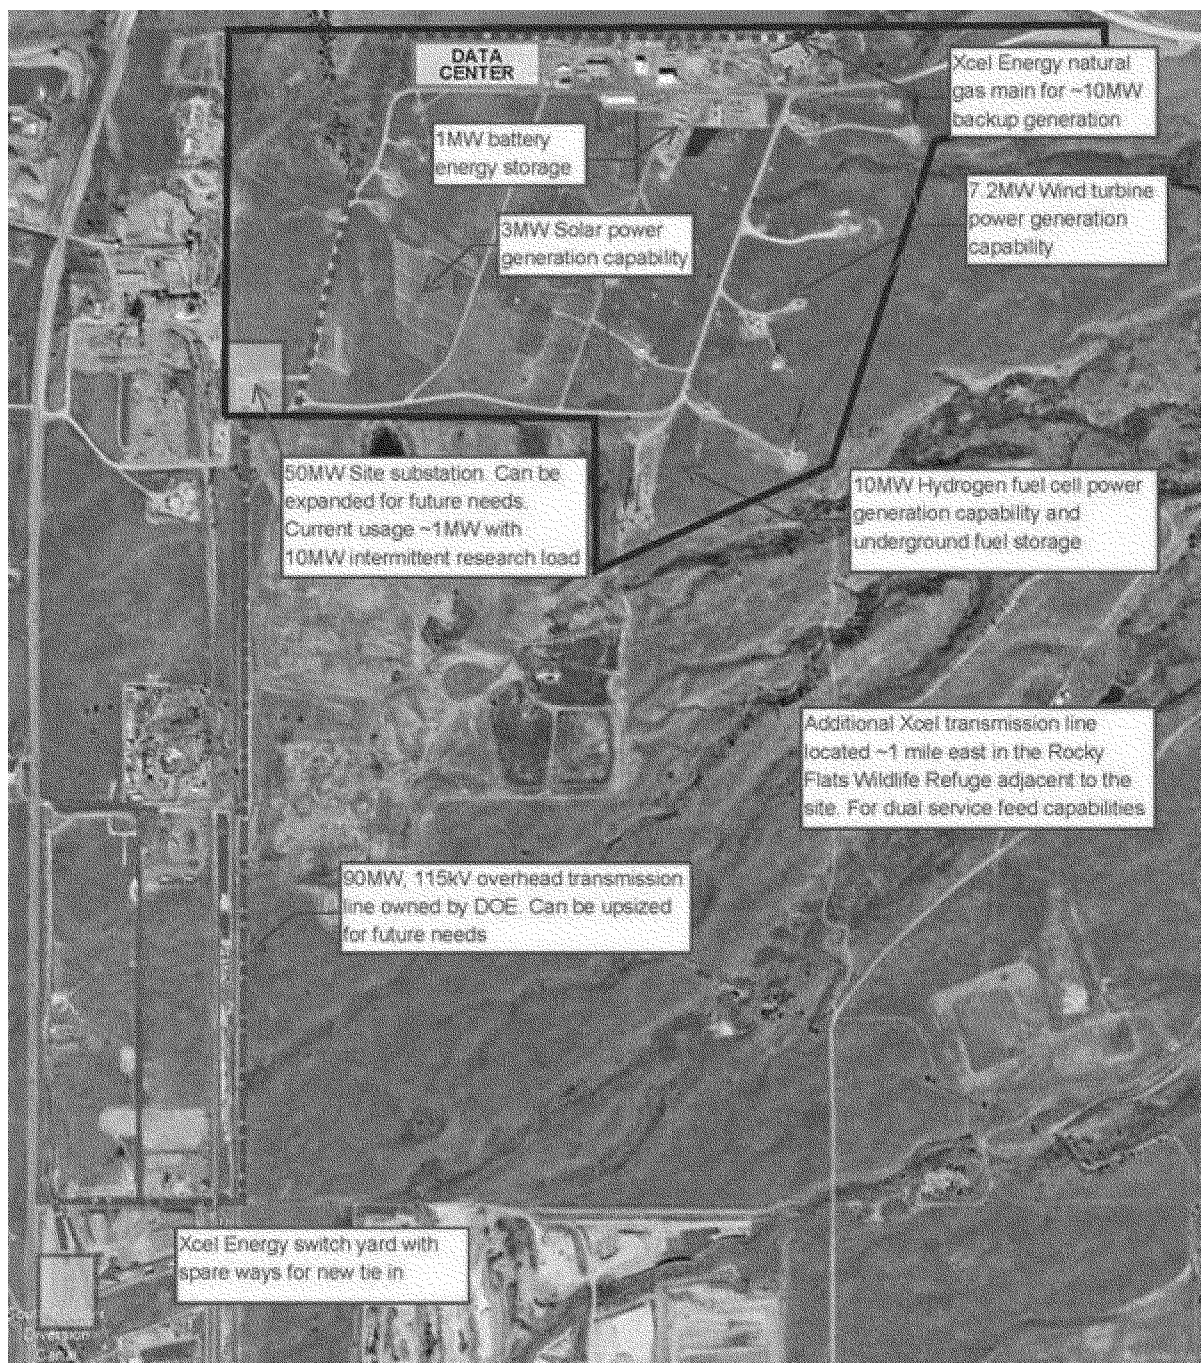 DATA
CENTER
Xcel Energy natural
gas main for ~10MW
backup generation
1MW battery
energy storage
7.2MW Wind turbine
power generation
capability
3MW Solar power
generation capability
50MW Site substation. Can be
expanded for future needs.
Current usage ~1MW with
10MW intermittent research load
10MW Hydrogen fuel cell power
generation capability and
underground fuel storage
Additional Xcel transmission line
located ~1 mile east in the Rocky
Flats Wildlife Refuge adjacent to the
site. For dual service feed capabilities
90MW, 115kV overhead transmission
line owned by DOE. Can be upsized
for future needs
Xcel Energy switch yard with
spare ways for new tie in
Diversion